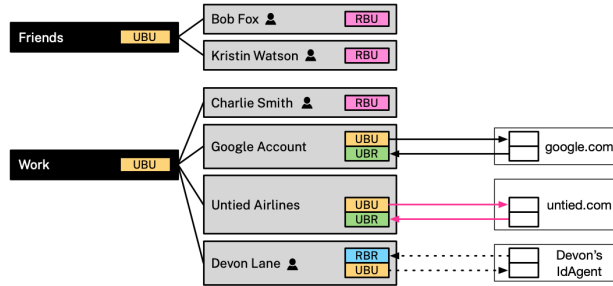 Friends UBU
Bob Fox RBU
Kristin Watson RBU
Work UBU
Charlie Smith RBU
Google Account UBU
UBR
google.com
Untied Airlines UBU
UBR
untied.com
Devon Lane RBR
UBU
Devon's
IdAgent